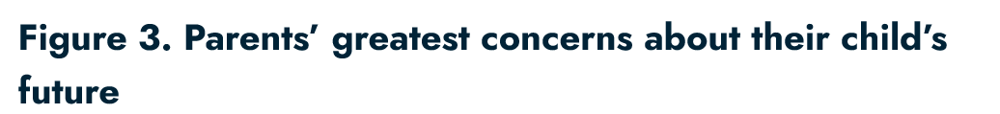 Figure 3. Parents’ greatest concerns about their child’s
future